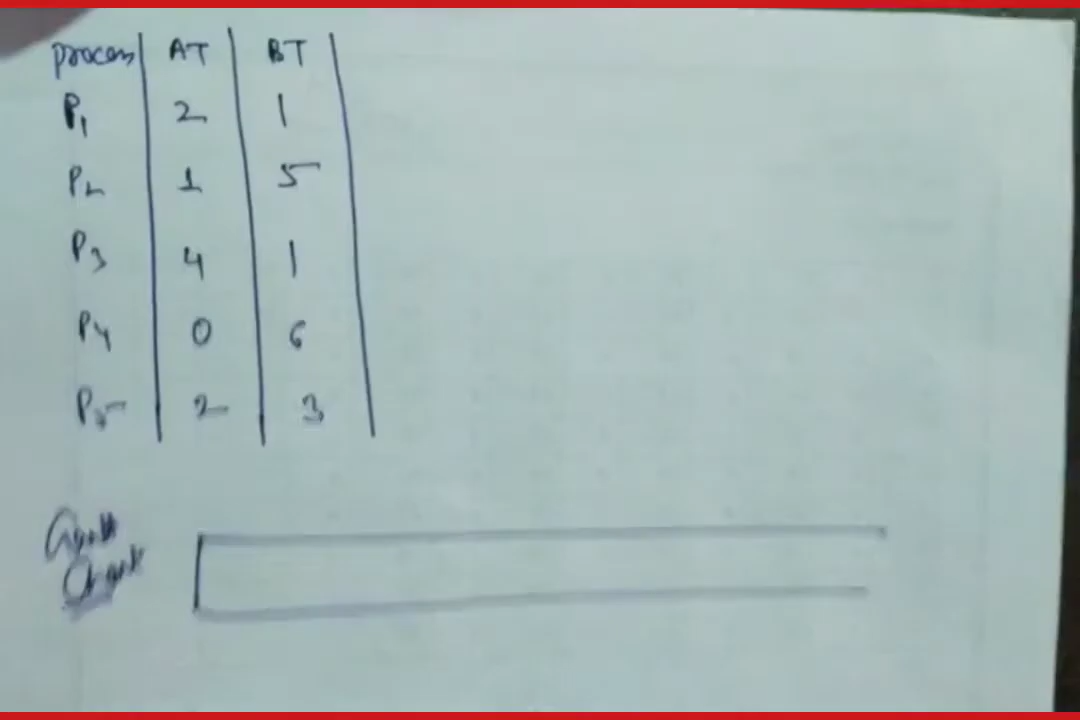 process AT BT
P1 2 1
P2 1 5
P3 4 1
P4 0 6
P5 2 3
Gantt
Chart